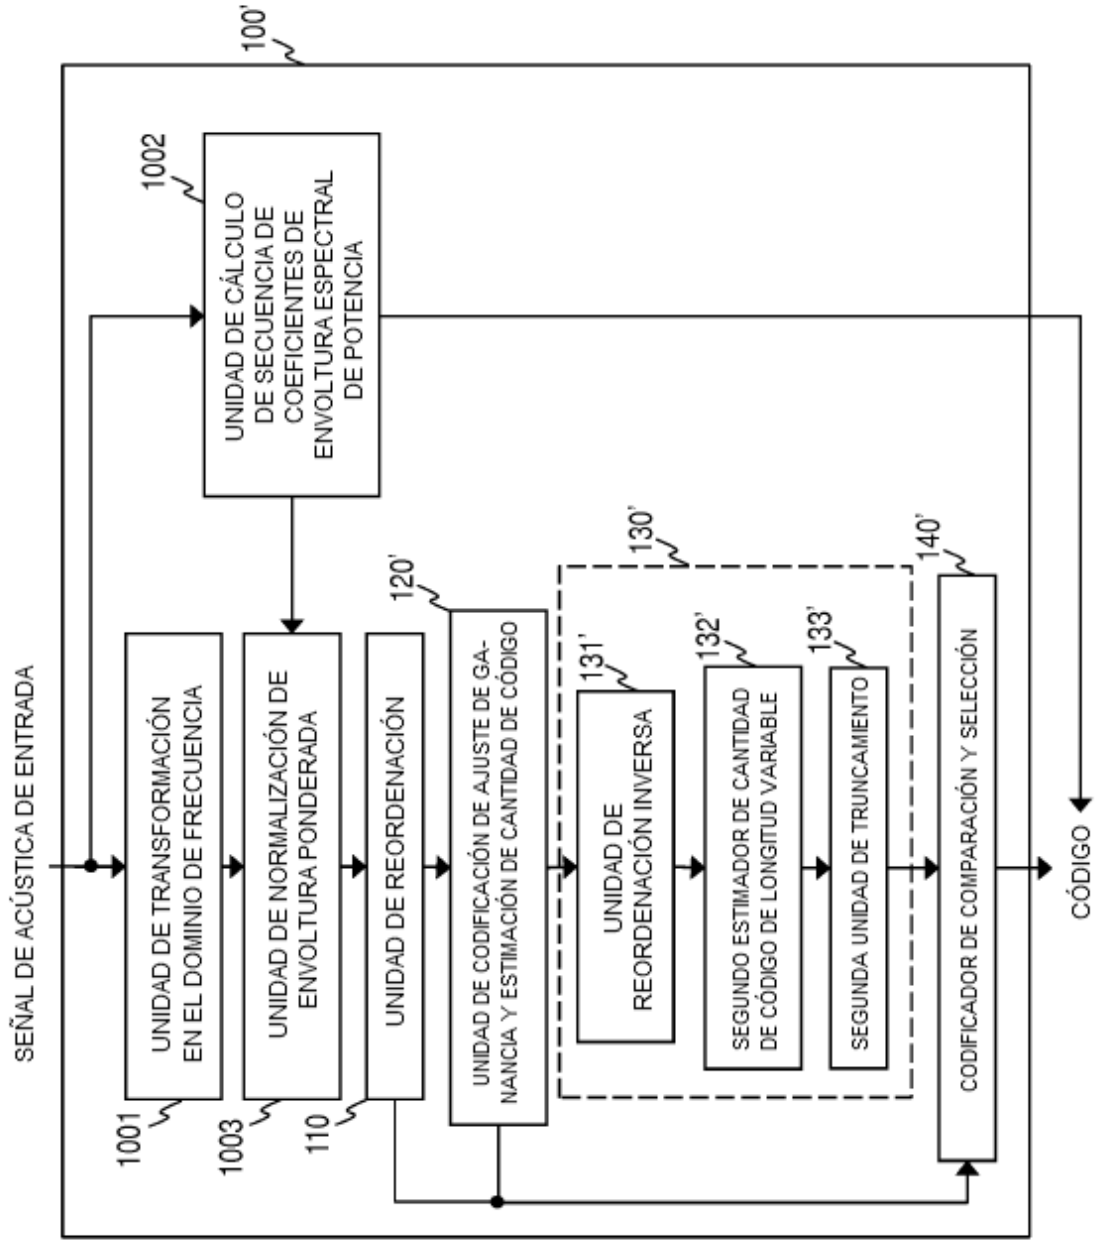 100'
SEÑAL DE ACÚSTICA DE ENTRADA
1002
UNIDAD DE CÁLCULO
DE SECUENCIA DE
COEFICIENTES DE
ENVOLTURA ESPECTRAL
DE POTENCIA
1001
UNIDAD DE TRANSFORMACIÓN
EN EL DOMINIO DE FRECUENCIA
1003
UNIDAD DE NORMALIZACIÓN DE
ENVOLTURA PONDERADA
110
UNIDAD DE REORDENACIÓN
120'
UNIDAD DE CODIFICACIÓN DE AJUSTE DE GA-
NANCIA Y ESTIMACIÓN DE CANTIDAD DE CÓDIGO
130'
131'
UNIDAD DE
REORDENACIÓN INVERSA
132'
SEGUNDO ESTIMADOR DE CANTIDAD
DE CÓDIGO DE LONGITUD VARIABLE
133'
SEGUNDA UNIDAD DE TRUNCAMIENTO
140'
CODIFICADOR DE COMPARACIÓN Y SELECCIÓN
CÓDIGO